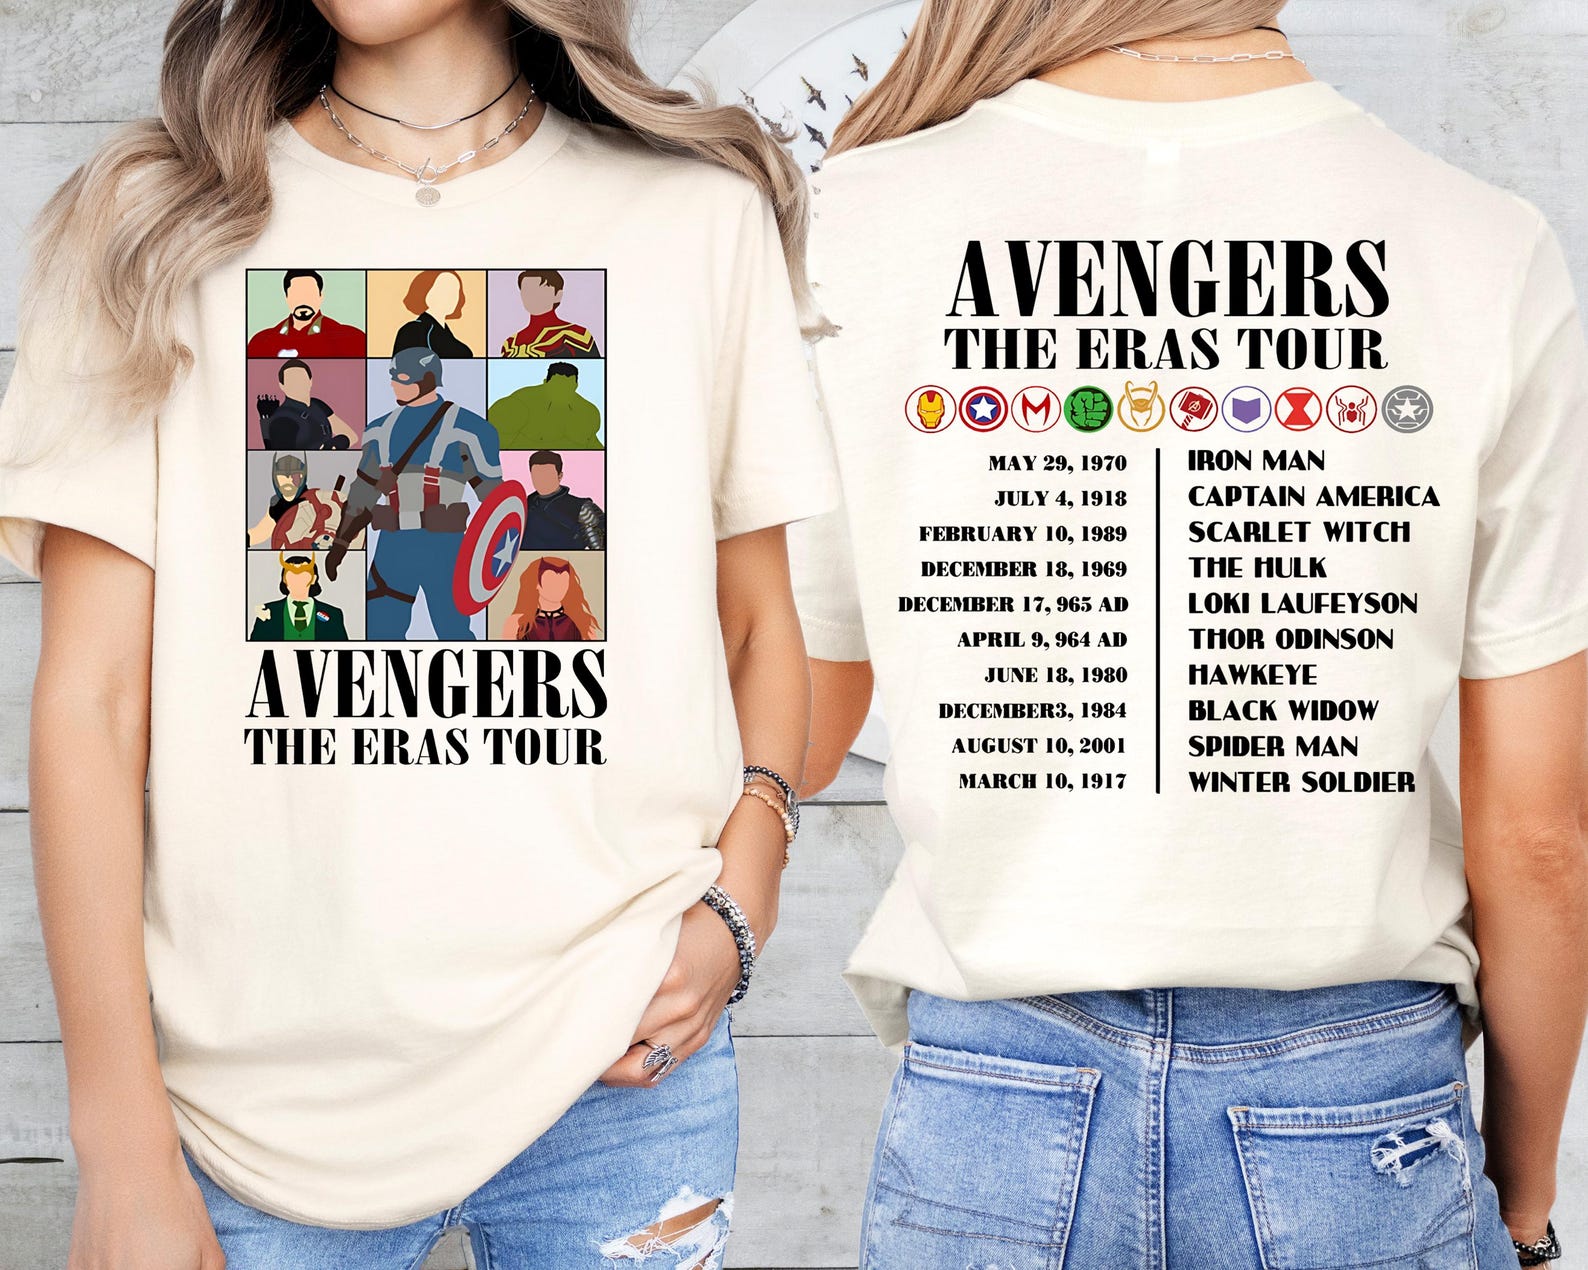 AVENGERS
THE ERAS TOUR
AVENGERS
THE ERAS TOUR
MAY 29, 1970 IRON MAN
JULY 4, 1918 CAPTAIN AMERICA
FEBRUARY 10, 1989 SCARLET WITCH
DECEMBER 18, 1969 THE HULK
DECEMBER 17, 965 AD LOKI LAUFEYSON
APRIL 9, 964 AD THOR ODINSON
JUNE 18, 1980 HAWKEYE
DECEMBER3, 1984 BLACK WIDOW
AUGUST 10, 2001 SPIDER MAN
MARCH 10, 1917 WINTER SOLDIER